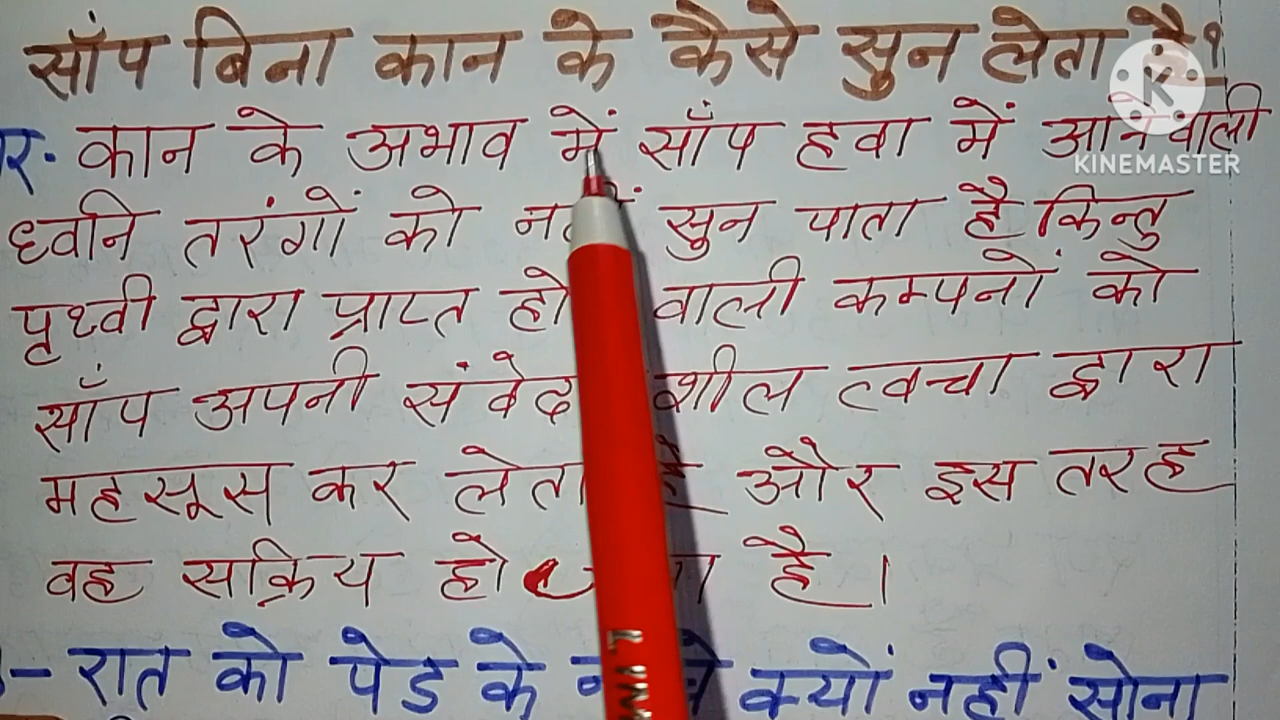 साँप बिना कान के कैसे सुन लेता है?
कान के अभाव में साँप हवा में आनेवाली
KINEMASTER
ध्वनि तरंगों को सुन पाता है किन्तु
पृथ्वी द्वारा प्राप्त वाली कम्पनों को
साँप अपनी त्वचा द्वारा
महसूस कर लेता है और इस तरह
वह सक्रिय हो है।
रात को पेड के क्यों नहीं सोना